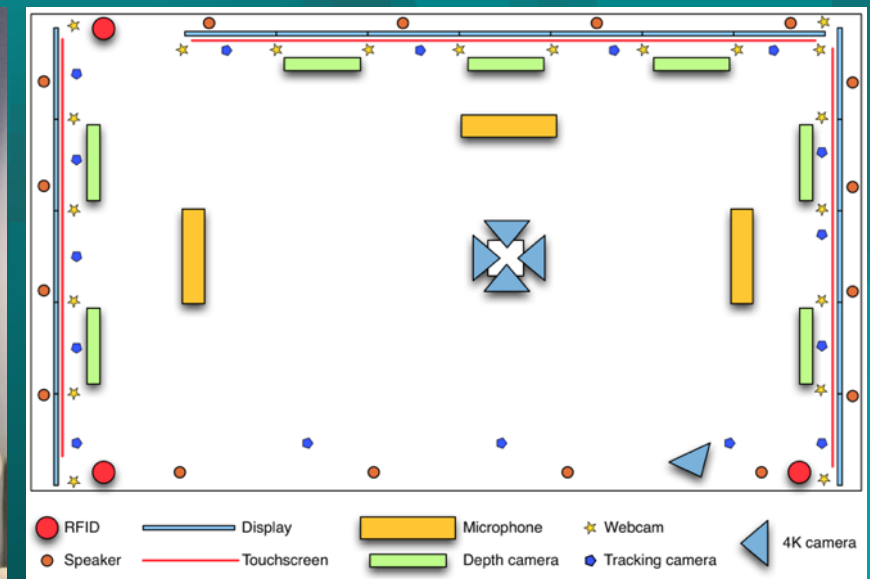 RFID Display Microphone Webcam
4K camera
Speaker Touchscreen Depth camera Tracking camera